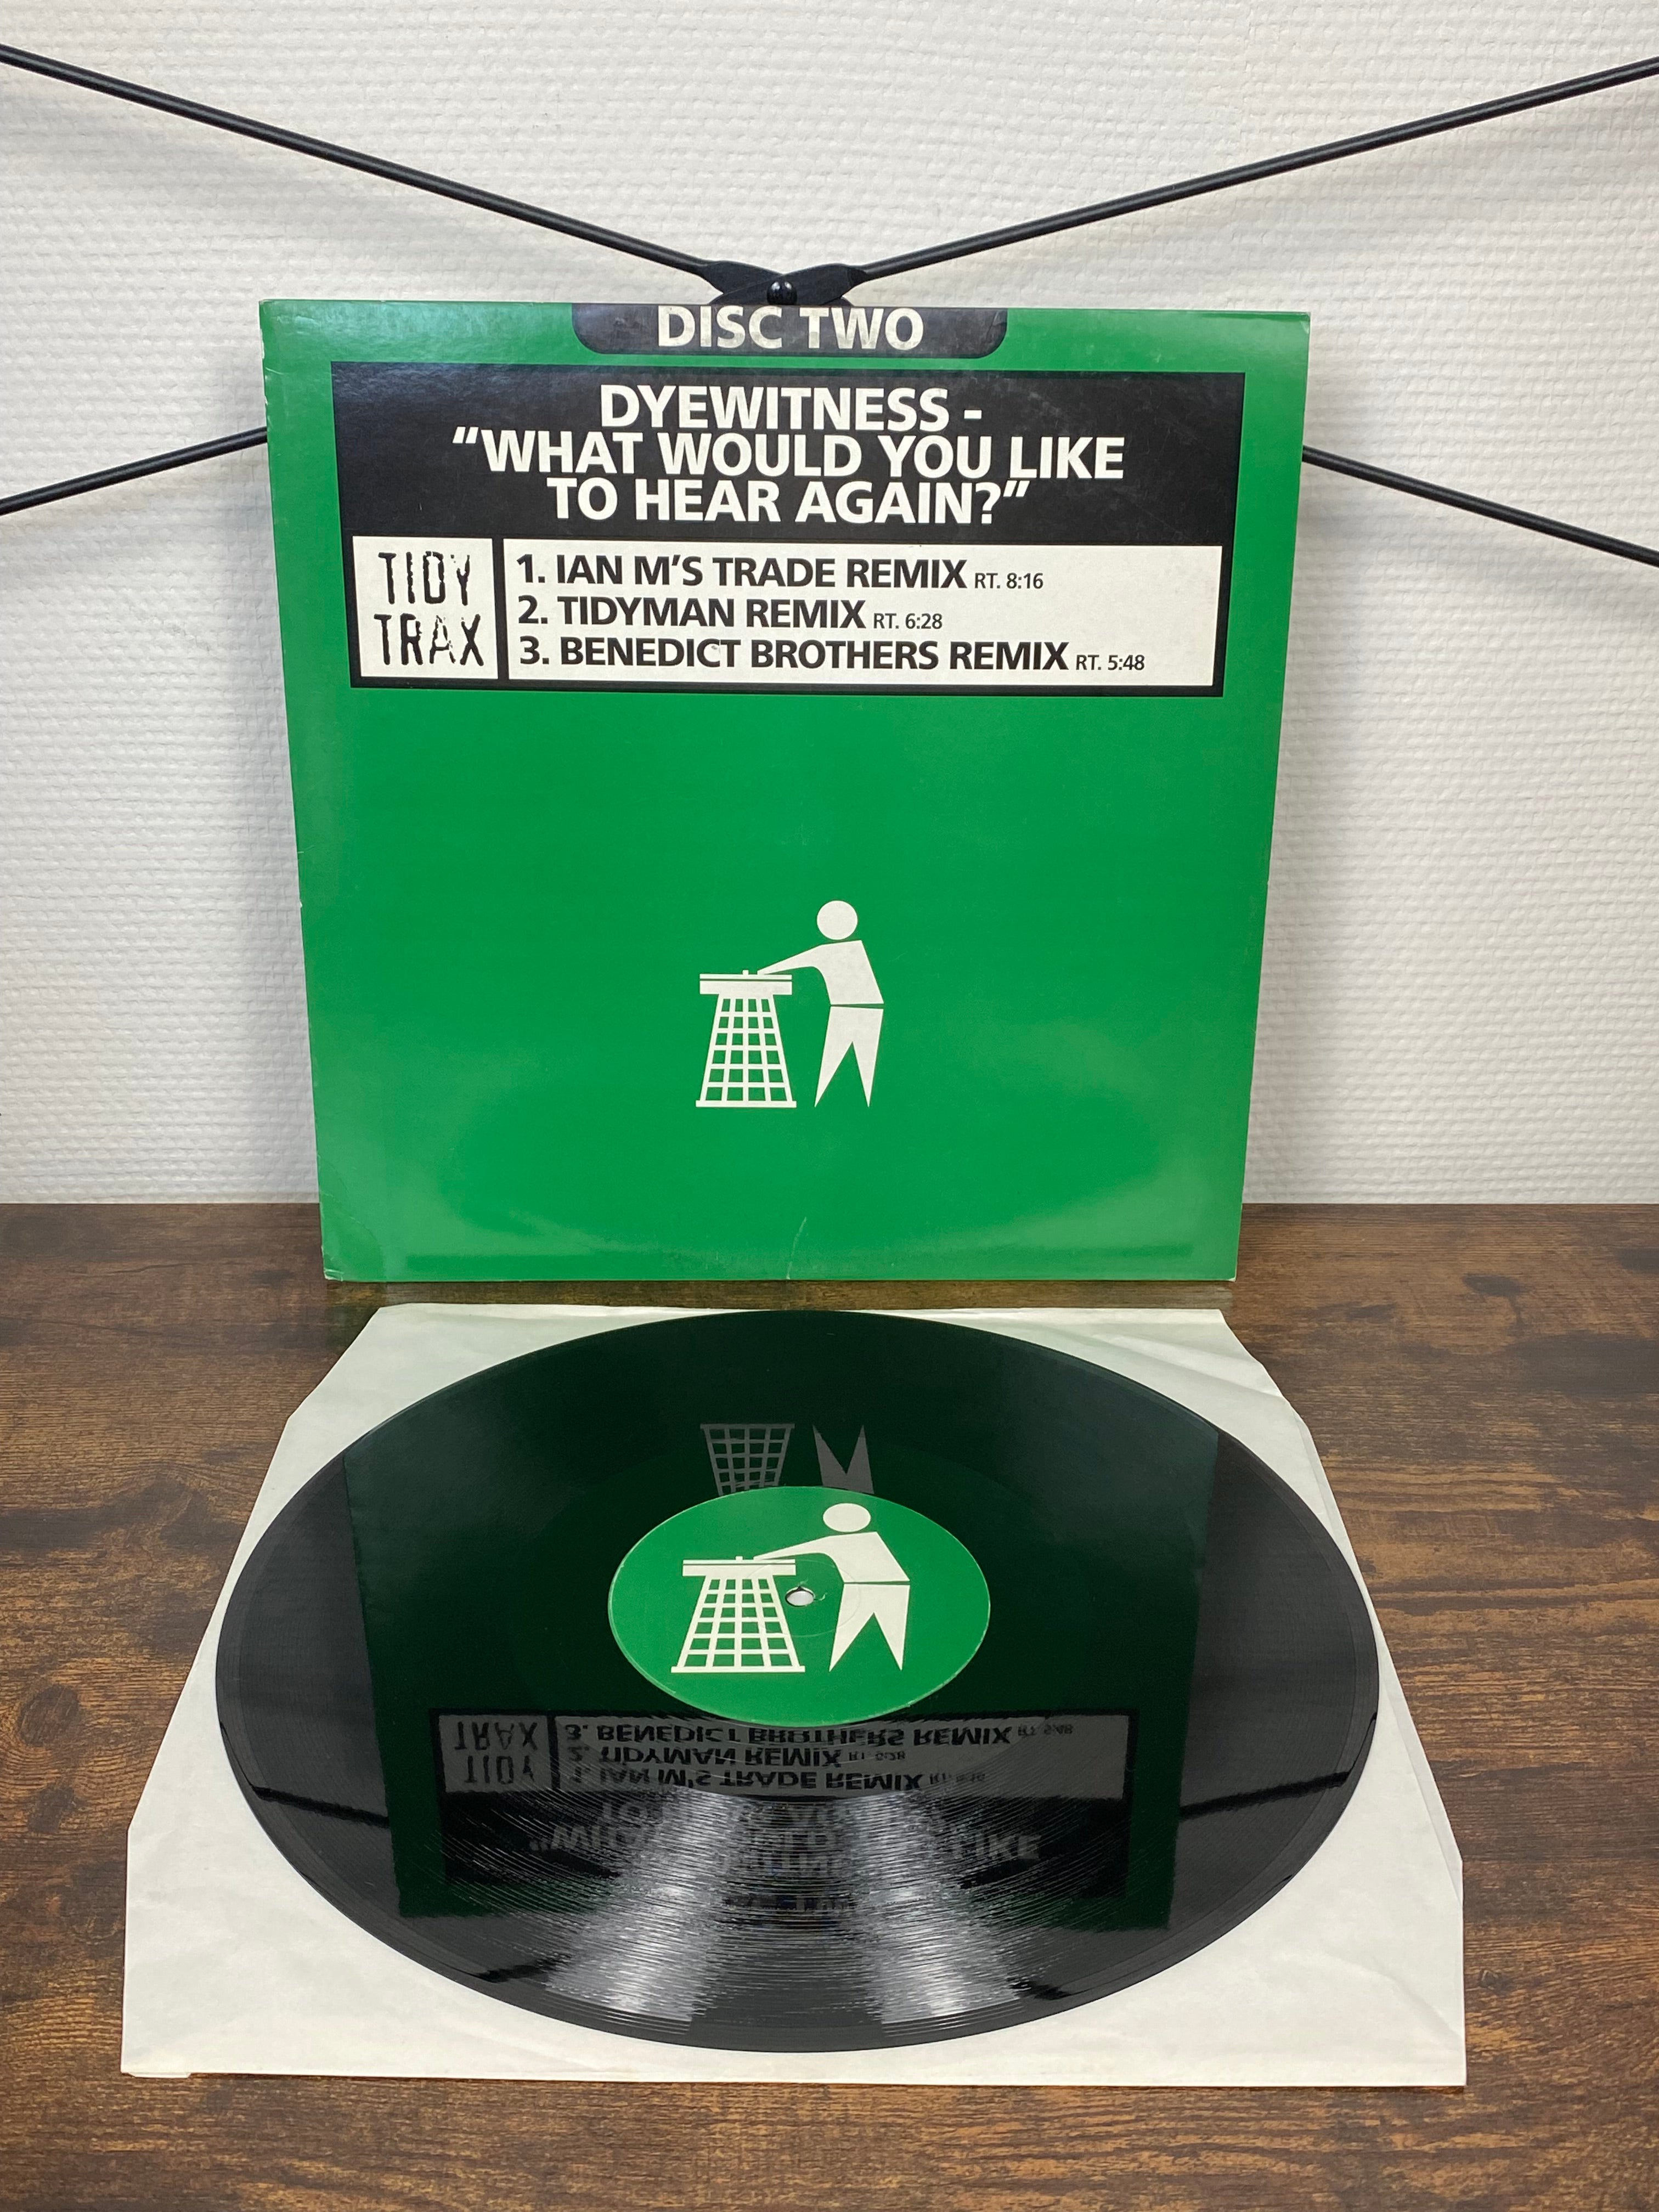 DISC TWO
DYEWITNESS -
“WHAT WOULD YOU LIKE
TO HEAR AGAIN?”
TIDY
TRAX
1. IAN M’S TRADE REMIX RT. 8:16
2. TIDYMAN REMIX RT. 6:28
3. BENEDICT BROTHERS REMIX RT. 5:48